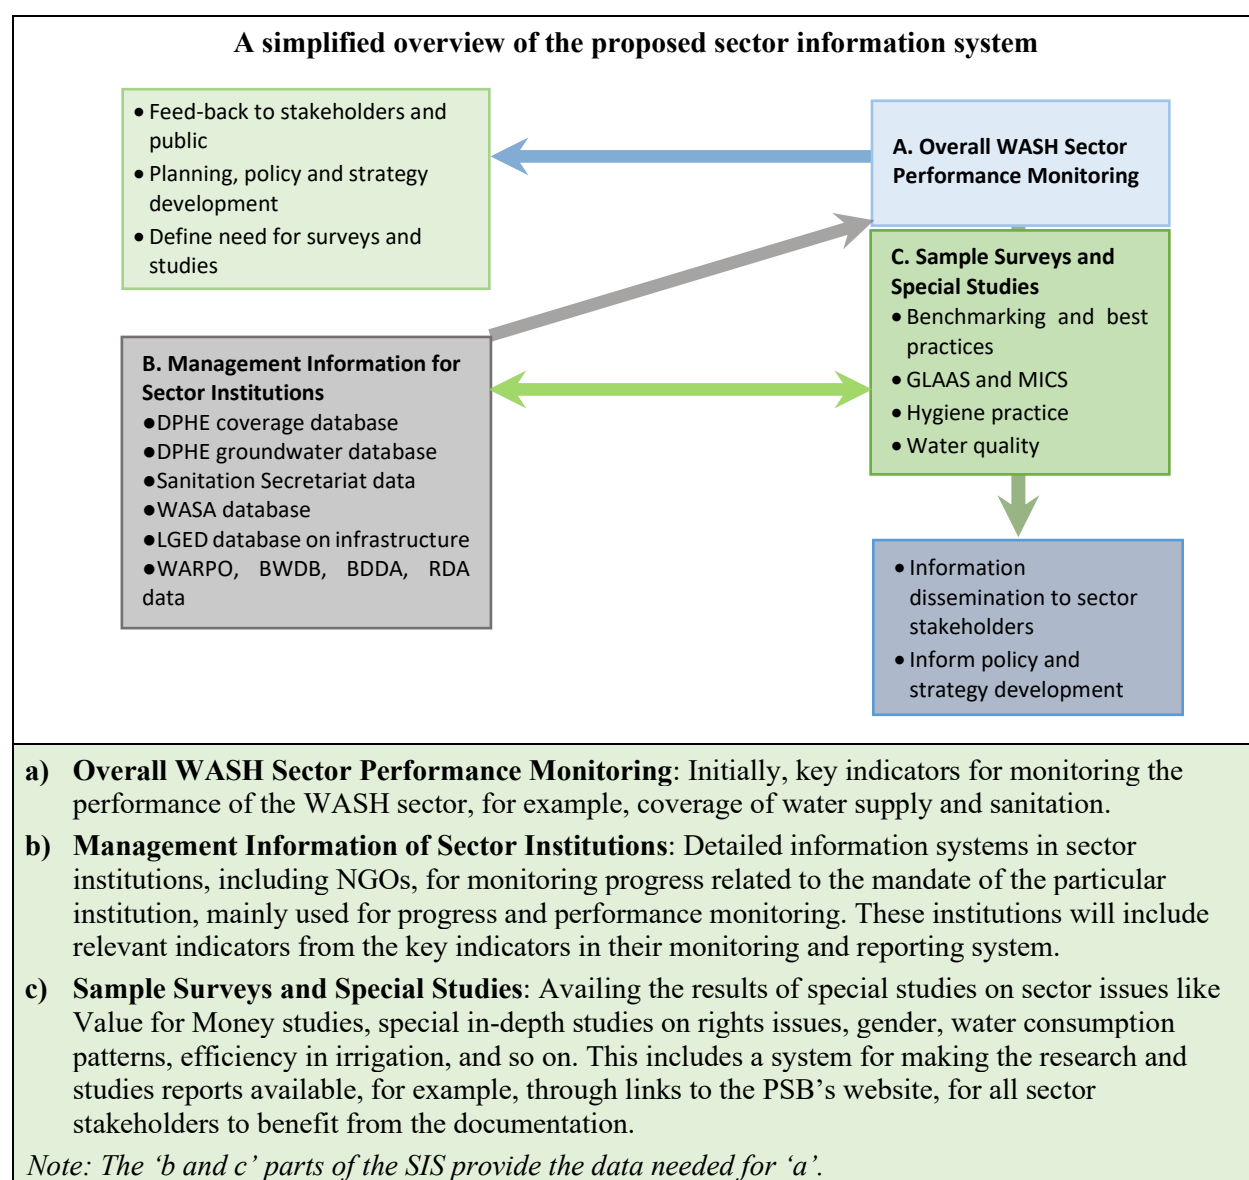 A simplified overview of the proposed sector information system
● Feed-back to stakeholders and
public
● Planning, policy and strategy
development
● Define need for surveys and
studies
A. Overall WASH Sector
Performance Monitoring
C. Sample Surveys and
Special Studies
● Benchmarking and best
practices
● GLAAS and MICS
● Hygiene practice
● Water quality
B. Management Information for
Sector Institutions
●DPHE coverage database
●DPHE groundwater database
●Sanitation Secretariat data
●WASA database
●LGED database on infrastructure
●WARPO, BWDB, BDDA, RDA
data
● Information
dissemination to sector
stakeholders
● Inform policy and
strategy development
a) Overall WASH Sector Performance Monitoring: Initially, key indicators for monitoring the
performance of the WASH sector, for example, coverage of water supply and sanitation.
b) Management Information of Sector Institutions: Detailed information systems in sector
institutions, including NGOs, for monitoring progress related to the mandate of the particular
institution, mainly used for progress and performance monitoring. These institutions will include
relevant indicators from the key indicators in their monitoring and reporting system.
c) Sample Surveys and Special Studies: Availing the results of special studies on sector issues like
Value for Money studies, special in-depth studies on rights issues, gender, water consumption
patterns, efficiency in irrigation, and so on. This includes a system for making the research and
studies reports available, for example, through links to the PSB’s website, for all sector
stakeholders to benefit from the documentation.
Note: The ‘b and c’ parts of the SIS provide the data needed for ‘a’.